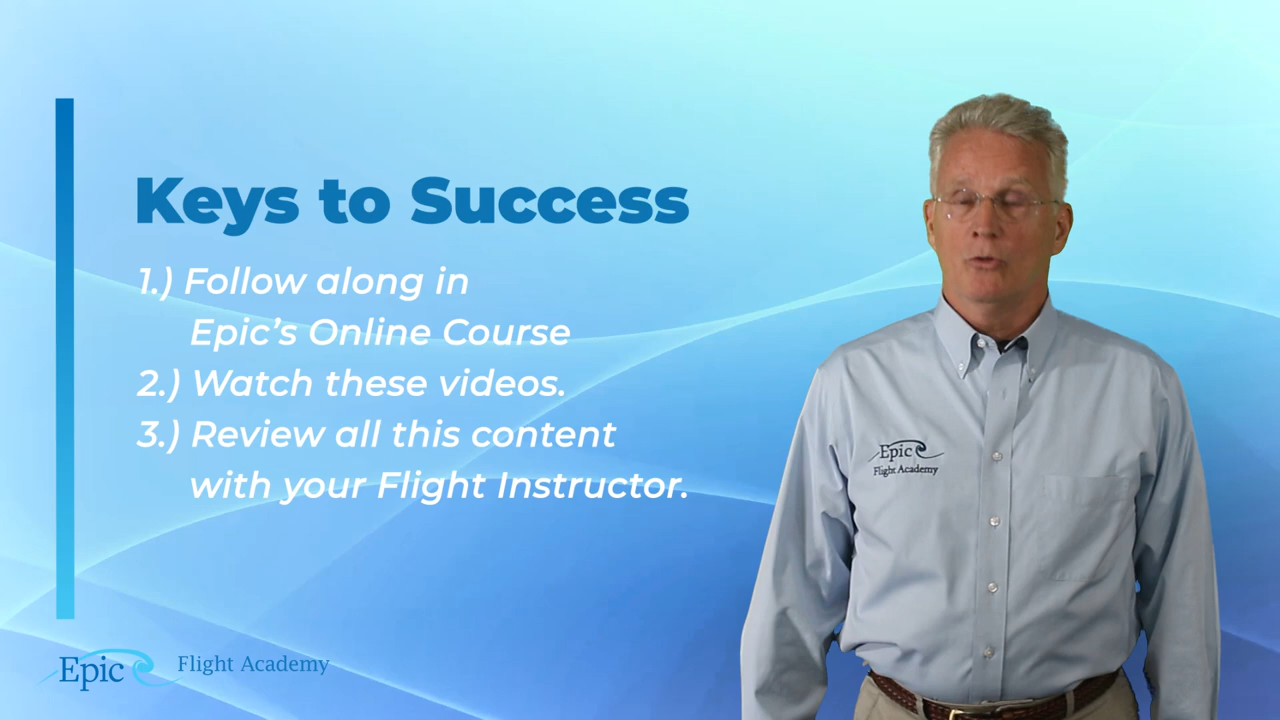 Keys to Success
1.) Follow along in
Epic’s Online Course
2.) Watch these videos.
3.) Review all this content
with your Flight Instructor.
Epic
Flight Academy
Epic Flight Academy